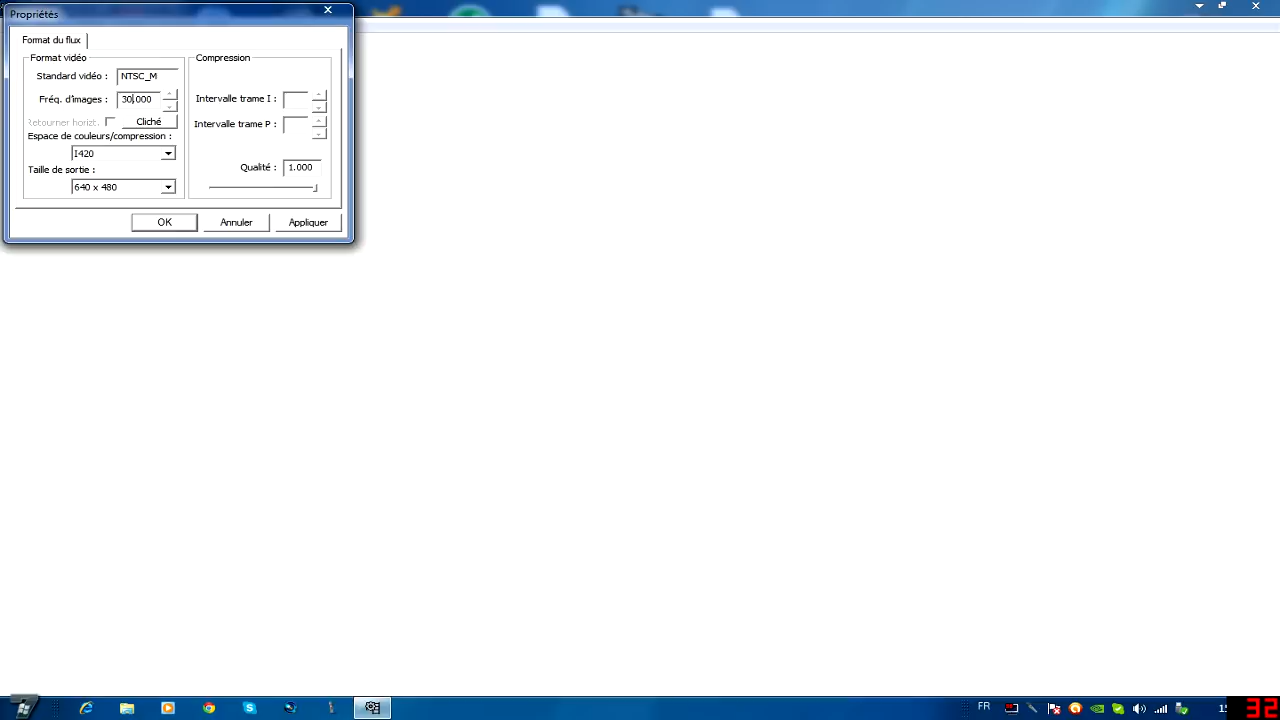 Propriétés
Format du flux
Format vidéo
Standard vidéo : NTSC_M
Fréq. d'images : 30.000
Retourner horizt. Cliché
Espace de couleurs/compression :
I420
Taille de sortie :
640 x 480
Compression
Intervalle trame I :
Intervalle trame P :
Qualité : 1.000
OK Annuler Appliquer
FR
32